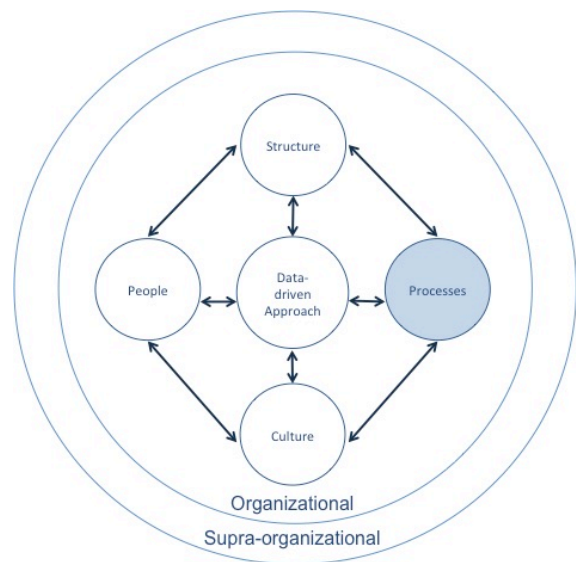 Structure
People
Data-
driven
Approach
Processes
Culture
Organizational
Supra-organizational